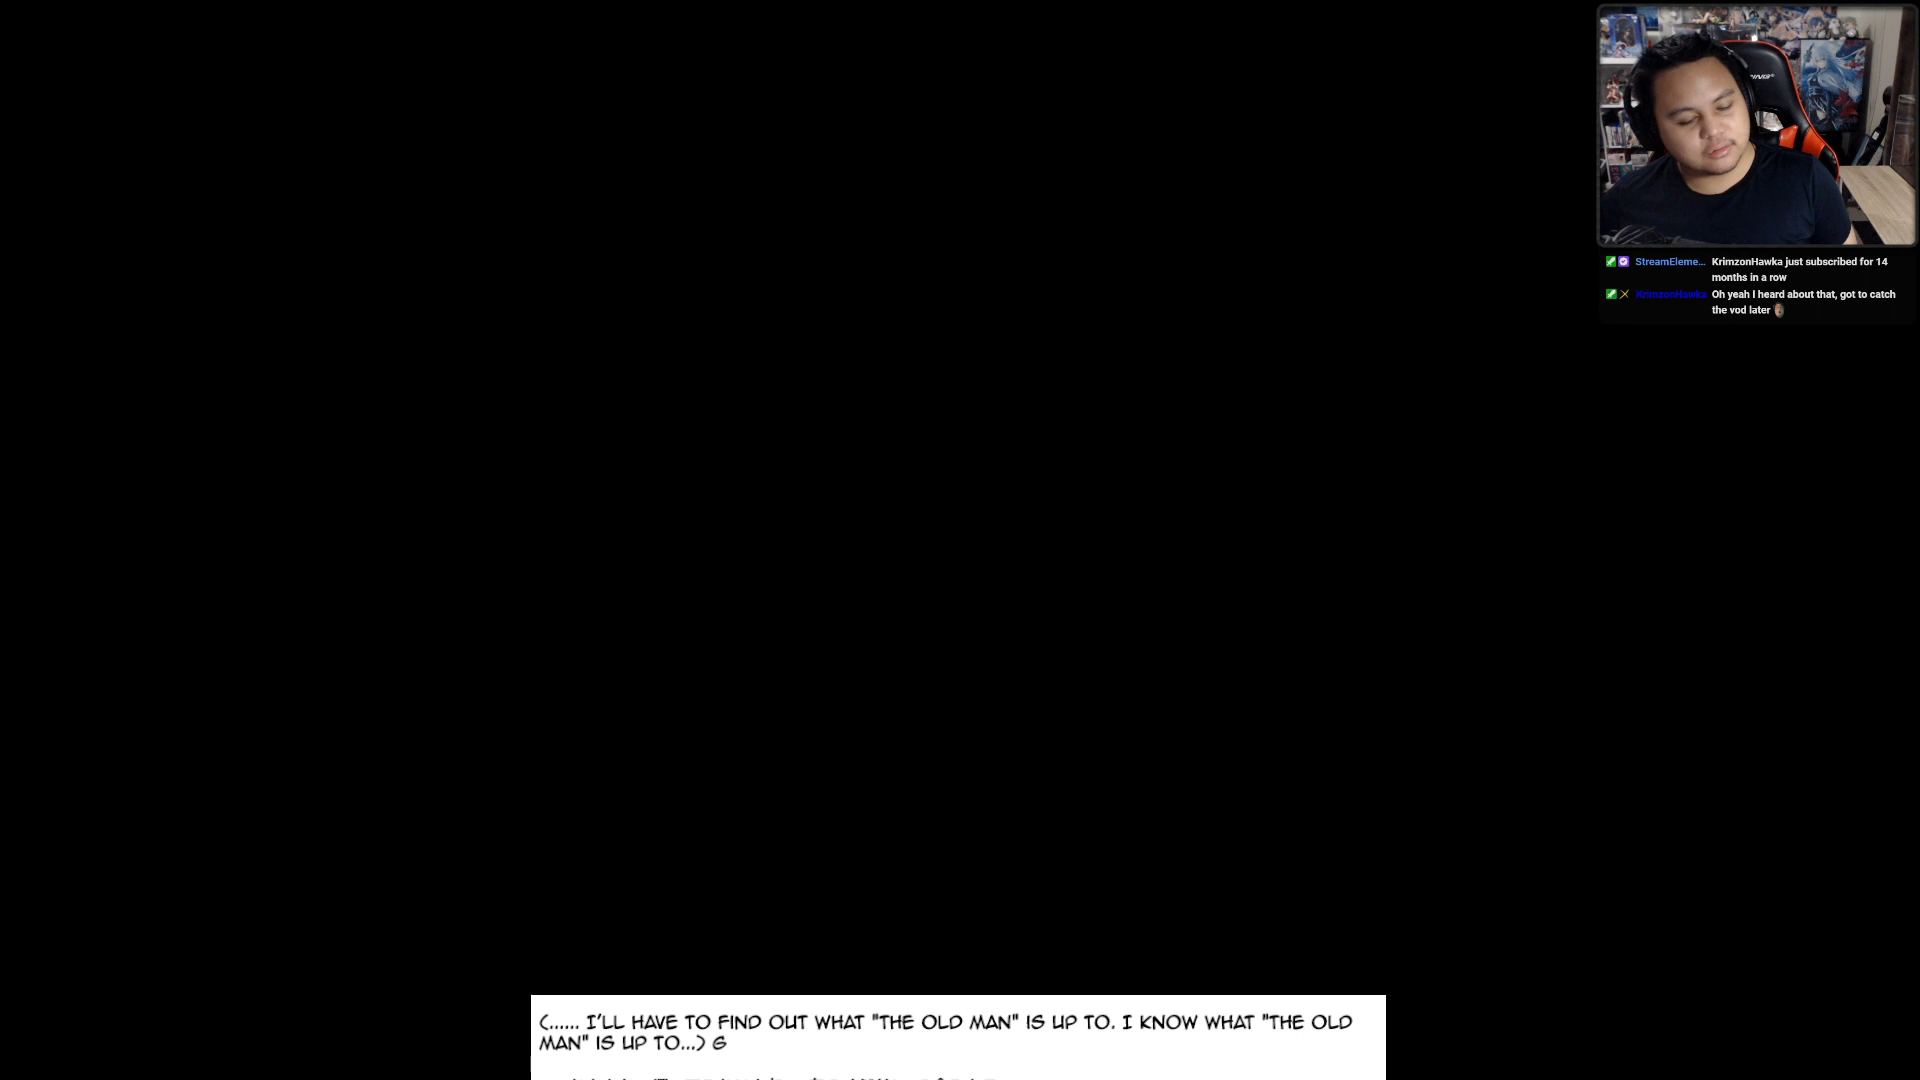 StreamEleme... KrimzonHawka just subscribed for 14
months in a row
KrimzonHawka Oh yeah I heard about that, got to catch
the vod later
(...... I'LL HAVE TO FIND OUT WHAT "THE OLD MAN" IS UP TO. I KNOW WHAT "THE OLD
MAN" IS UP TO...) G